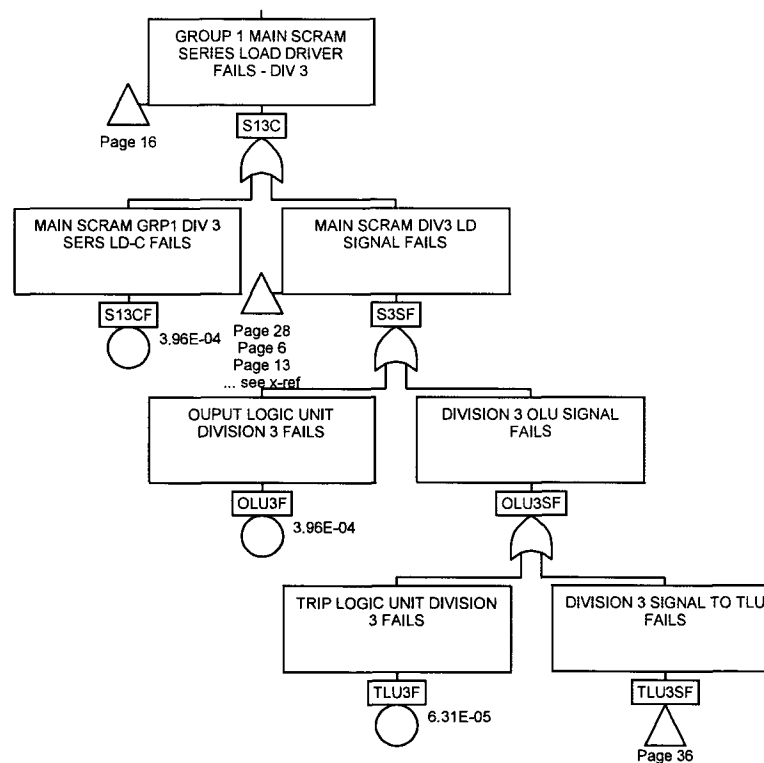 GROUP 1 MAIN SCRAM
SERIES LOAD DRIVER
FAILS - DIV 3
Page 16
S13C
MAIN SCRAM GRP1 DIV 3
SERS LD-C FAILS
MAIN SCRAM DIV3 LD
SIGNAL FAILS
S13CF
3.96E-04
Page 28
Page 6
Page 13
... see x-ref
S3SF
OUPUT LOGIC UNIT
DIVISION 3 FAILS
DIVISION 3 OLU SIGNAL
FAILS
OLU3F
3.96E-04
OLU3SF
TRIP LOGIC UNIT DIVISION
3 FAILS
DIVISION 3 SIGNAL TO TLU
FAILS
TLU3F
6.31E-05
TLU3SF
Page 36